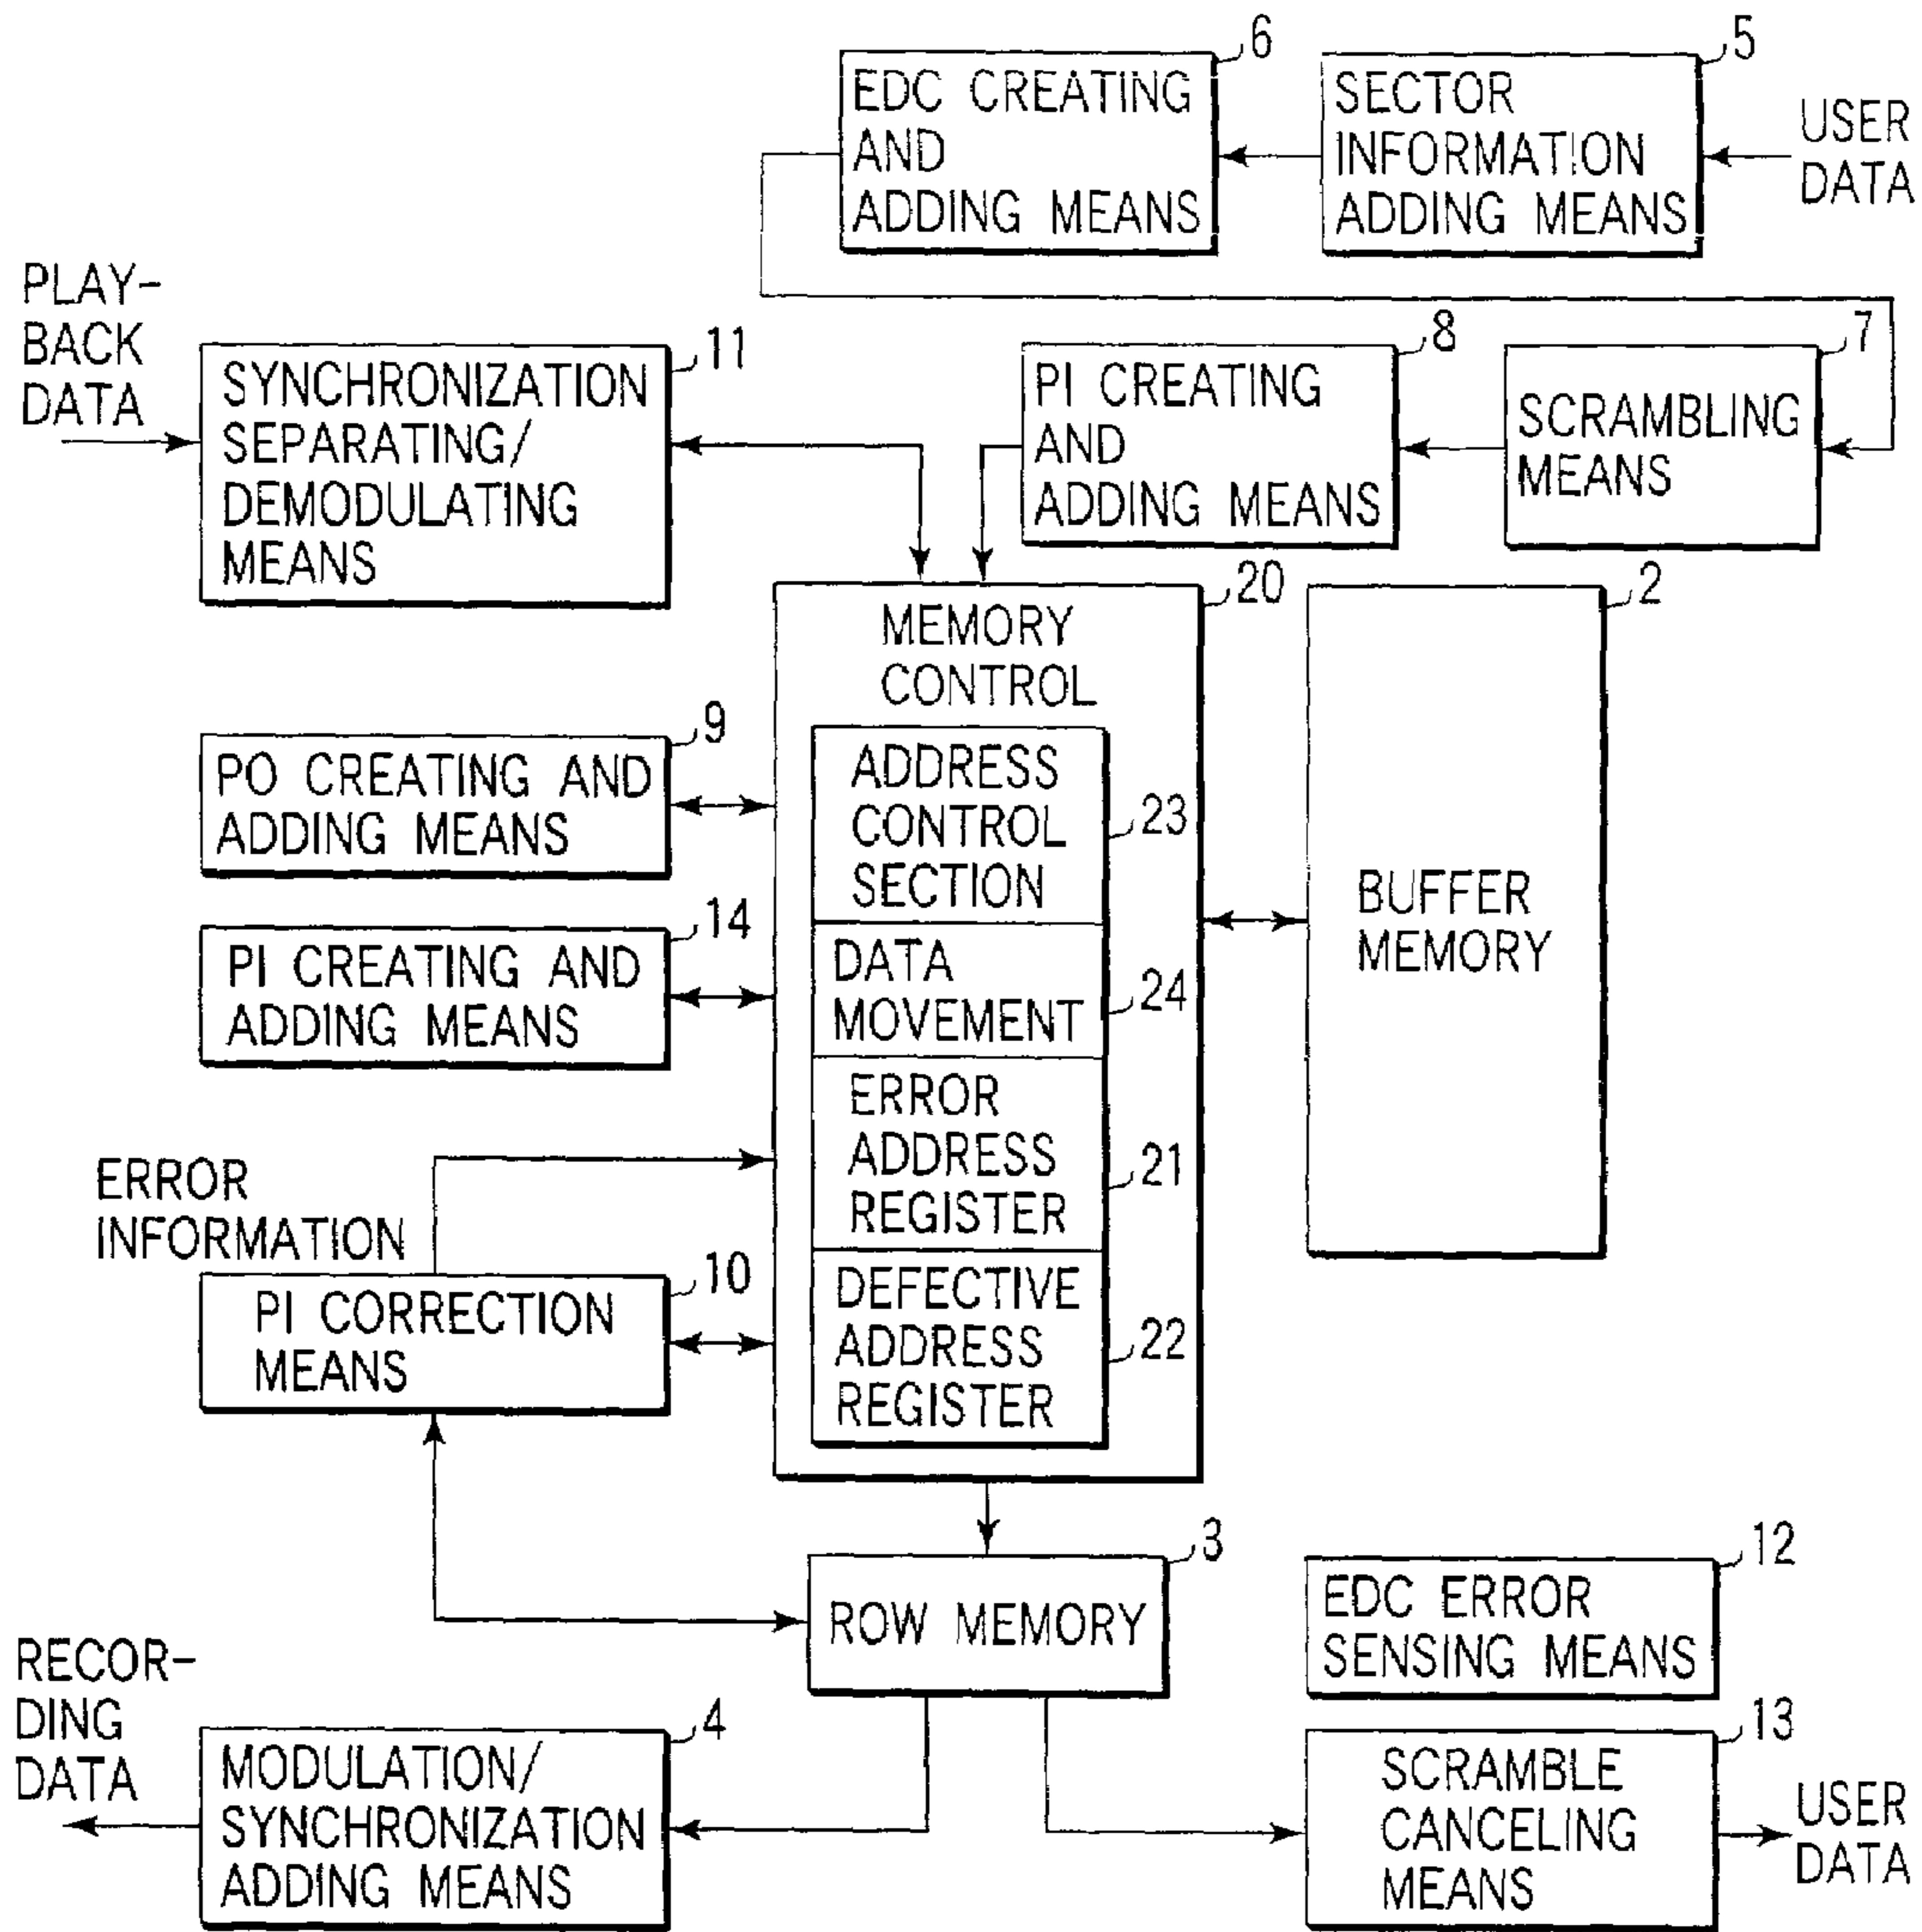 6
EDC CREATING
AND
ADDING MEANS
5
SECTOR
INFORMATION
ADDING MEANS
USER
DATA
PLAY-
BACK
DATA
11
SYNCHRONIZATION
SEPARATING/
DEMODULATING
MEANS
8
PI CREATING
AND
ADDING MEANS
7
SCRAMBLING
MEANS
20
MEMORY
CONTROL
2
BUFFER
MEMORY
9
PO CREATING AND
ADDING MEANS
ADDRESS
CONTROL
SECTION
23
14
PI CREATING AND
ADDING MEANS
DATA
MOVEMENT
24
ERROR
ADDRESS
REGISTER
21
ERROR
INFORMATION
10
PI CORRECTION
MEANS
DEFECTIVE
ADDRESS
REGISTER
22
3
ROW MEMORY
12
EDC ERROR
SENSING MEANS
RECOR-
DING
DATA
4
MODULATION/
SYNCHRONIZATION
ADDING MEANS
13
SCRAMBLE
CANCELING
MEANS
USER
DATA